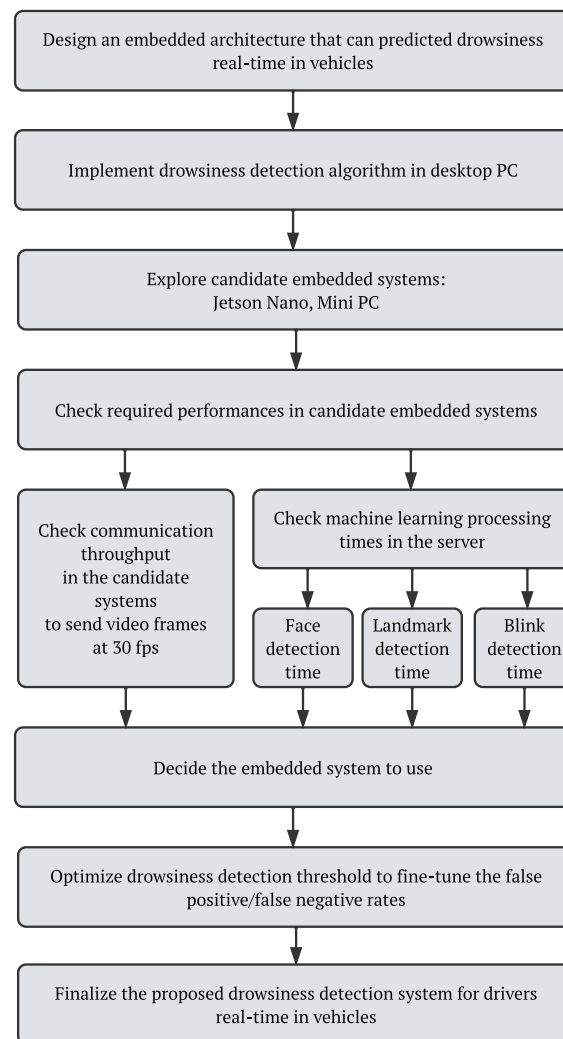 Design an embedded architecture that can predicted drowsiness
real-time in vehicles
Implement drowsiness detection algorithm in desktop PC
Explore candidate embedded systems:
Jetson Nano, Mini PC
Check required performances in candidate embedded systems
Check communication
throughput
in the candidate
systems
to send video frames
at 30 fps
Check machine learning processing
times in the server
Face
detection
time
Landmark
detection
time
Blink
detection
time
Decide the embedded system to use
Optimize drowsiness detection threshold to fine-tune the false
positive/false negative rates
Finalize the proposed drowsiness detection system for drivers
real-time in vehicles